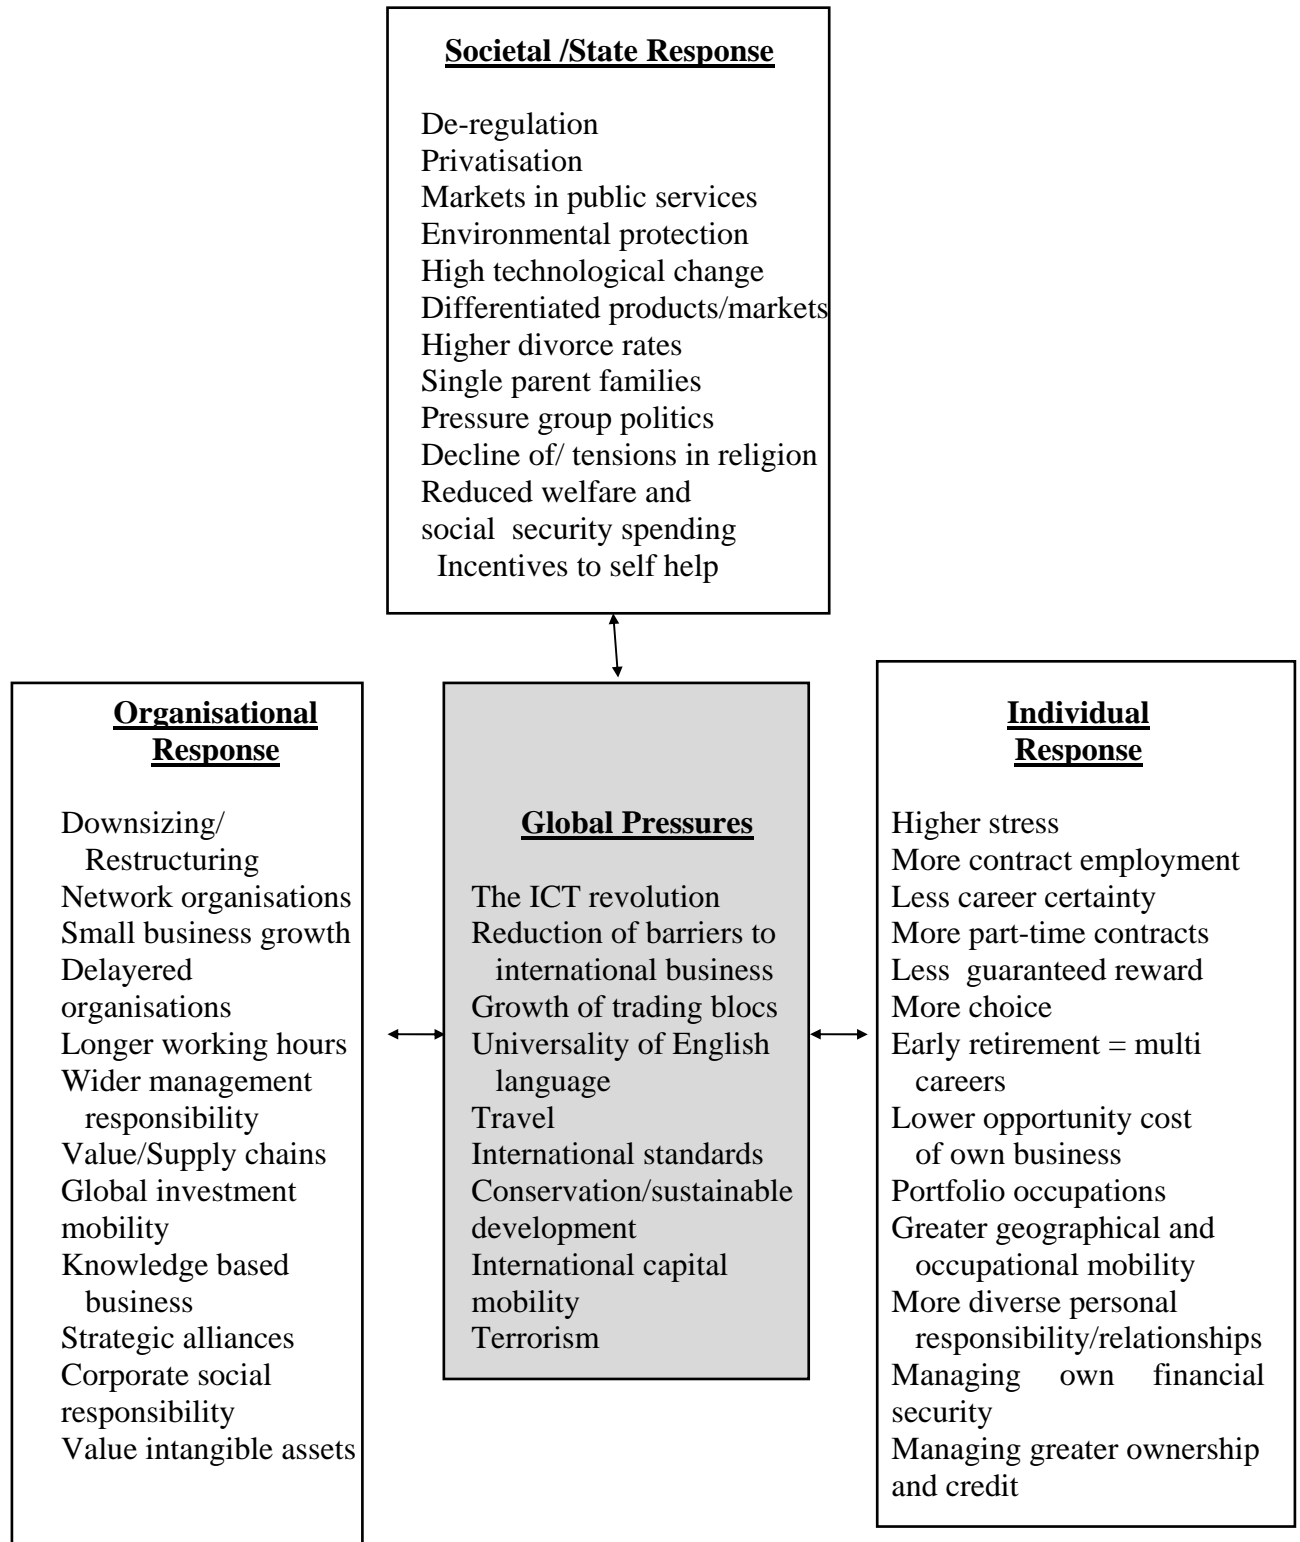 Societal /State Response
De-regulation
Privatisation
Markets in public services
Environmental protection
High technological change
Differentiated products/markets
Higher divorce rates
Single parent families
Pressure group politics
Decline of/ tensions in religion
Reduced welfare and
social  security spending
Incentives to self help
Organisational
Response
Downsizing/
Restructuring
Network organisations
Small business growth
Delayered
organisations
Longer working hours
Wider management
responsibility
Value/Supply chains
Global investment
mobility
Knowledge based
business
Strategic alliances
Corporate social
responsibility
Value intangible assets
Global Pressures
The ICT revolution
Reduction of barriers to
international business
Growth of trading blocs
Universality of English
language
Travel
International standards
Conservation/sustainable
development
International capital
mobility
Terrorism
Individual
Response
Higher stress
More contract employment
Less career certainty
More part-time contracts
Less  guaranteed reward
More choice
Early retirement = multi
careers
Lower opportunity cost
of own business
Portfolio occupations
Greater geographical and
occupational mobility
More diverse personal
responsibility/relationships
Managing own financial
security
Managing greater ownership
and credit